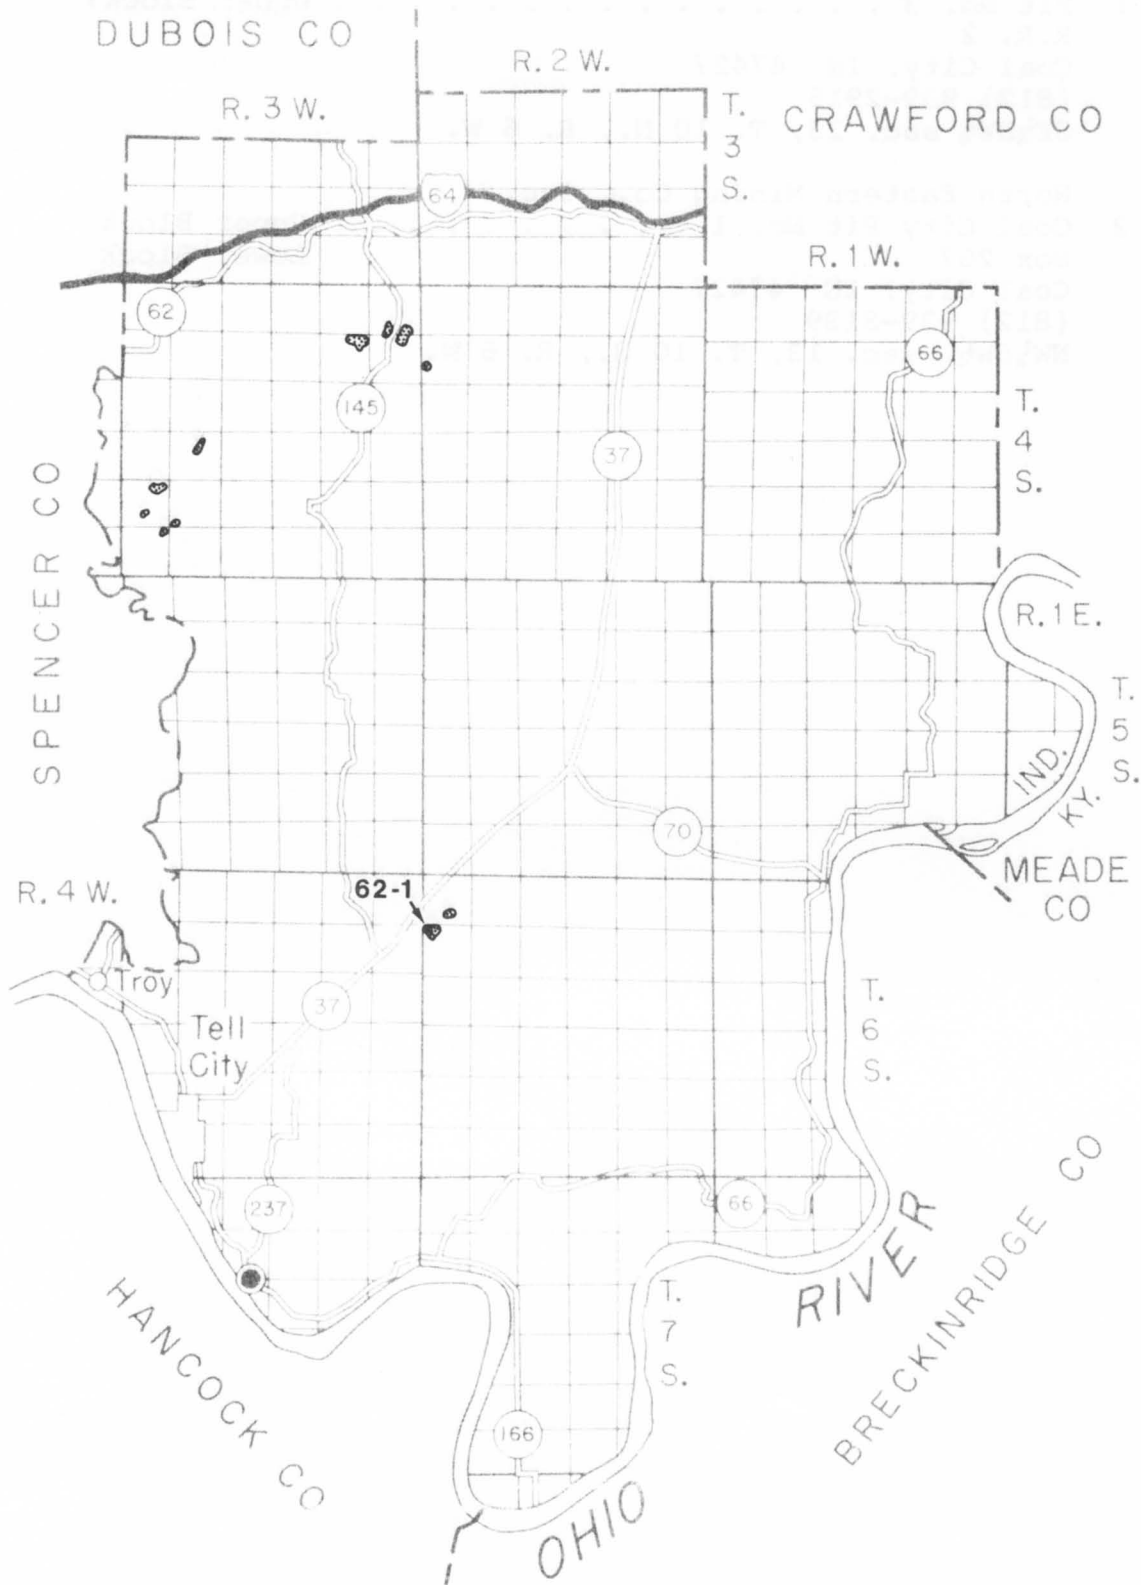 DUBOIS CO
R. 2 W.
R. 3 W.
T. 3 S.
CRAWFORD CO
64
R. 1 W.
62
66
145
T. 4 S.
37
SPENCER CO
R. 1 E.
T. 5 S.
IND.
KY.
70
MEADE CO
R. 4 W.
62-1
Troy
37
T. 6 S.
Tell City
237
66
HANCOCK CO
T. 7 S.
RIVER
BRECKINRIDGE CO
166
OHIO